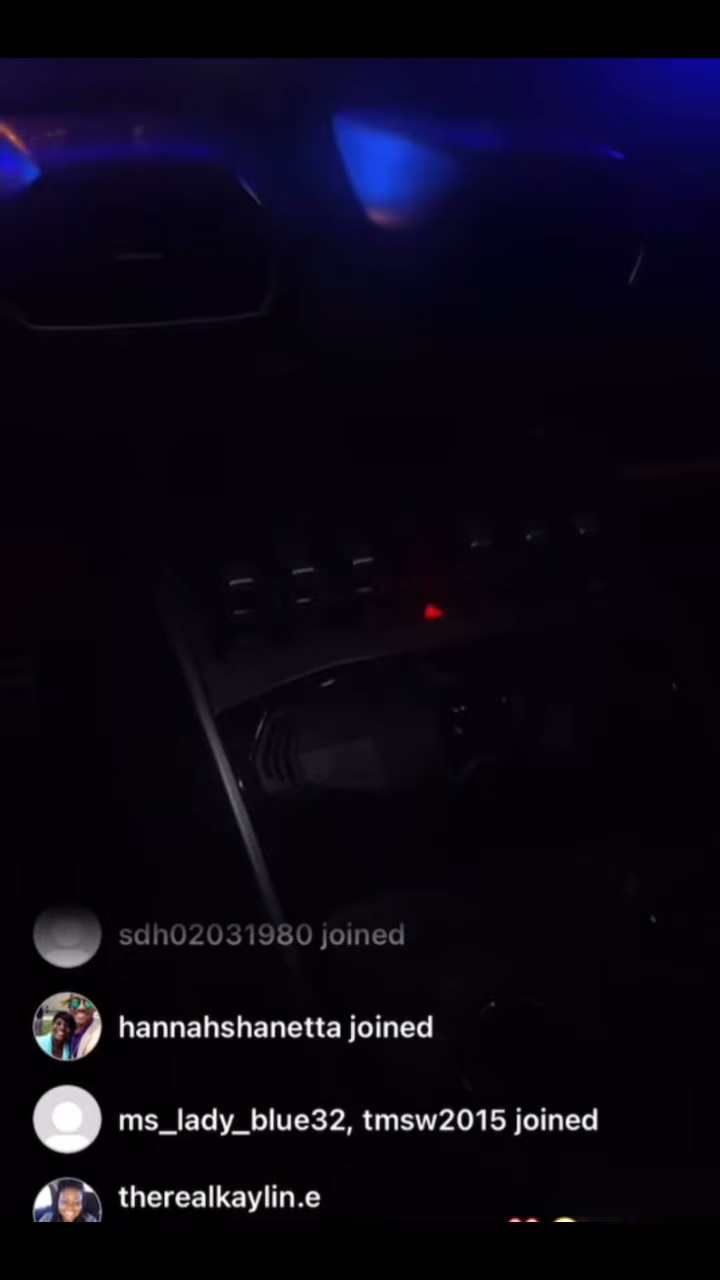 sdh02031980 joined
hannahshanetta joined
ms_lady_blue32, tmsw2015 joined
therealkaylin.e